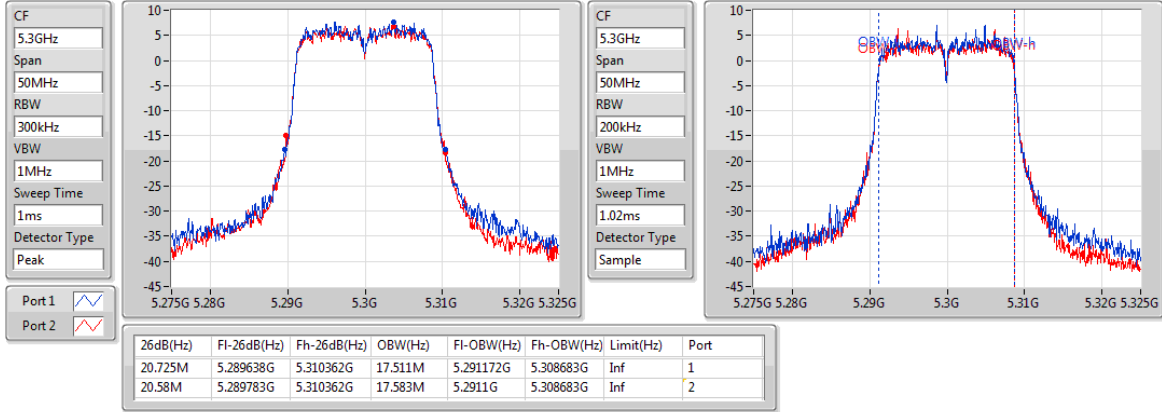 CF
5.3GHz
Span
50MHz
RBW
300kHz
VBW
1MHz
Sweep Time
1ms
Detector Type
Peak
Port 1
Port 2
10
5
0
-5
-10
-15
-20
-25
-30
-35
-40
-45
5.275G 5.28G 5.29G 5.3G 5.31G 5.32G 5.325G
CF
5.3GHz
Span
50MHz
RBW
200kHz
VBW
1MHz
Sweep Time
1.02ms
Detector Type
Sample
10
5
0
-5
-10
-15
-20
-25
-30
-35
-40
-45
5.275G 5.28G 5.29G 5.3G 5.31G 5.32G 5.325G
26dB(Hz) Fl-26dB(Hz) Fh-26dB(Hz) OBW(Hz) Fl-OBW(Hz) Fh-OBW(Hz) Limit(Hz) Port
20.725M 5.289638G 5.310362G 17.511M 5.291172G 5.308683G Inf 1
20.58M 5.289783G 5.310362G 17.583M 5.2911G 5.308683G Inf 2